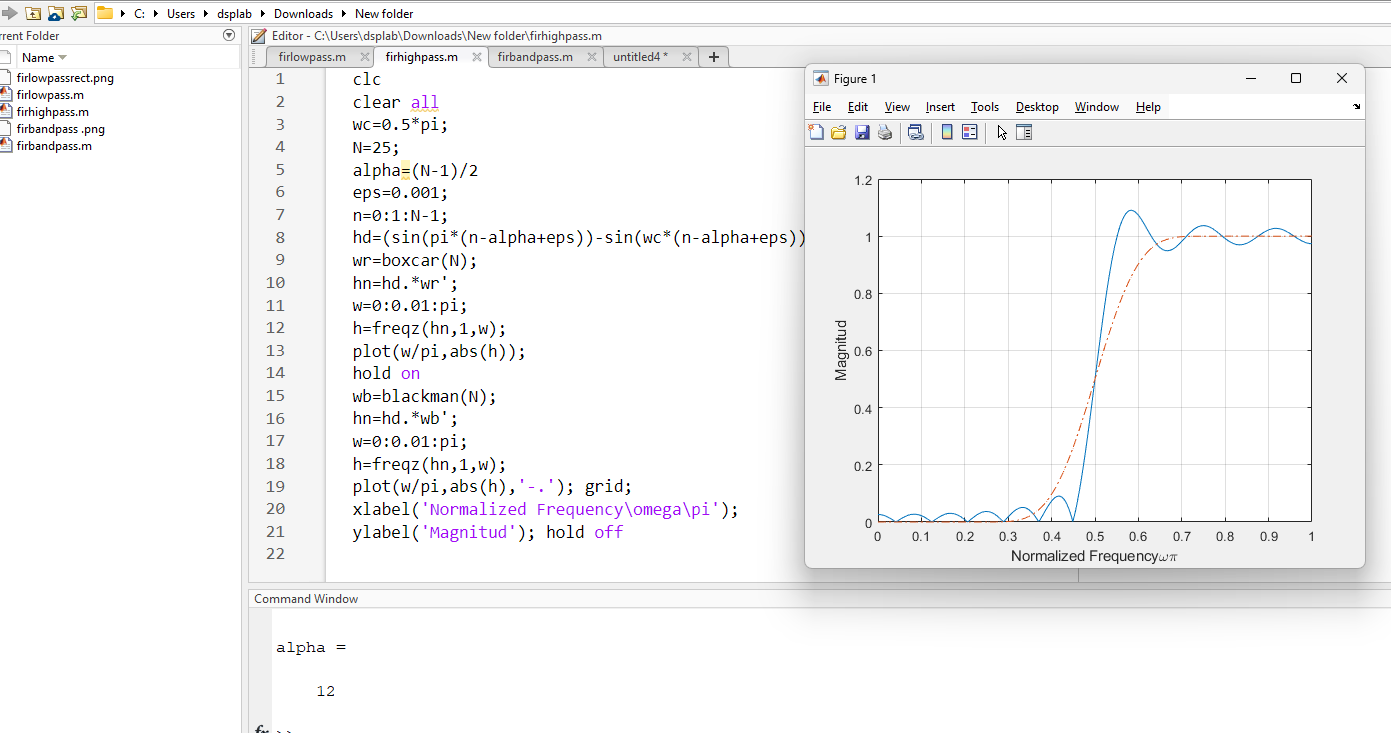 C: Users dsplab Downloads New folder
rrent Folder
Name
firlowpassrect.png
firlowpass.m
firhighpass.m
firbandpass .png
firbandpass.m
Editor - C:\Users\dsplab\Downloads\New folder\firhighpass.m
firlowpass.m firhighpass.m firbandpass.m untitled4 * +
1 clc
2 clear all
3 wc=0.5*pi;
4 N=25;
5 alpha=(N-1)/2
6 eps=0.001;
7 n=0:1:N-1;
8 hd=(sin(pi*(n-alpha+eps))-sin(wc*(n-alpha+eps))
9 wr=boxcar(N);
10 hn=hd.*wr';
11 w=0:0.01:pi;
12 h=freqz(hn,1,w);
13 plot(w/pi,abs(h));
14 hold on
15 wb=blackman(N);
16 hn=hd.*wb';
17 w=0:0.01:pi;
18 h=freqz(hn,1,w);
19 plot(w/pi,abs(h),'-.'); grid;
20 xlabel('Normalized Frequency\omega\pi');
21 ylabel('Magnitud'); hold off
22
Figure 1
File Edit View Insert Tools Desktop Window Help
1.2
1
0.8
0.6
0.4
0.2
0
Magnitud
0 0.1 0.2 0.3 0.4 0.5 0.6 0.7 0.8 0.9 1
Normalized Frequencyωπ
Command Window
alpha =
12
fx >>